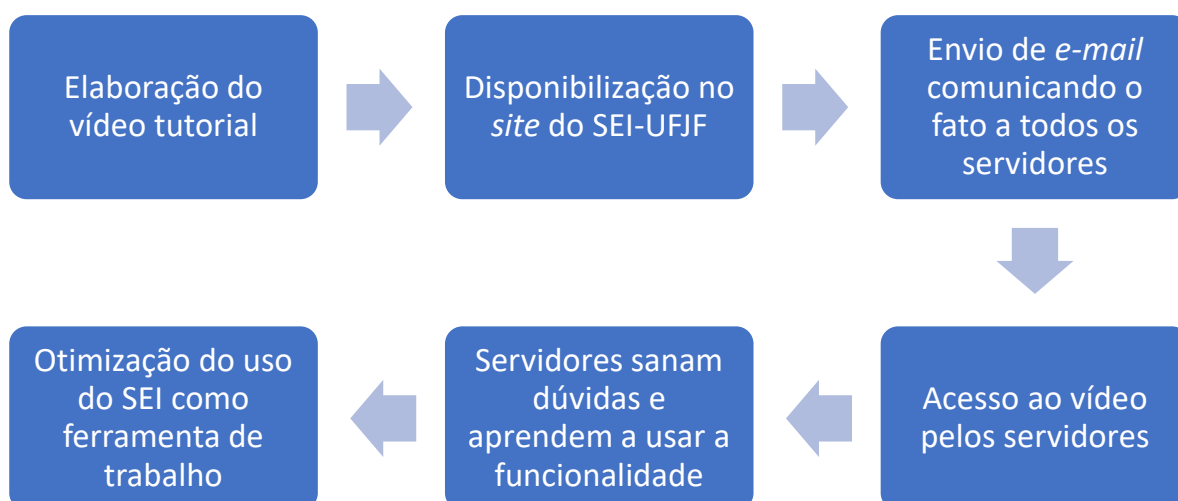 Elaboração do
vídeo tutorial
Disponibilização no
site do SEI-UFJF
Envio de e-mail
comunicando o
fato a todos os
servidores
Acesso ao vídeo
pelos servidores
Servidores sanam
dúvidas e
aprendem a usar a
funcionalidade
Otimização do uso
do SEI como
ferramenta de
trabalho